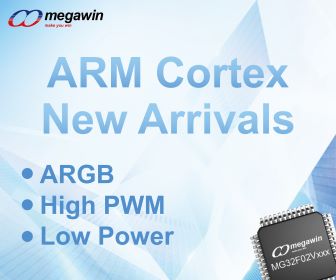 megawin
make you win
ARM Cortex
New Arrivals
• ARGB
• High PWM
• Low Power
megawin
MG32F02Vxxx